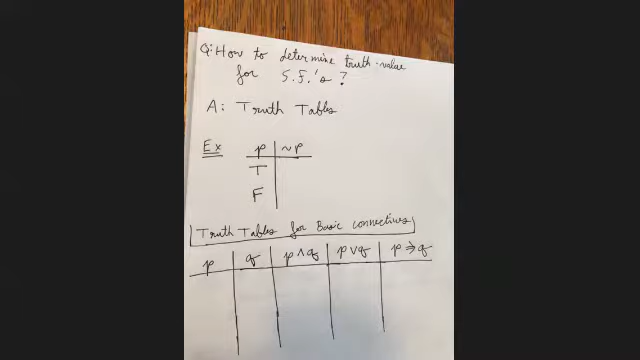 Q: How to determine truth-value
for S.F.'s ?
A: Truth Tables
Ex
p ~p
T
F
Truth Tables for Basic Connectives
p q p ∧ q p ∨ q p ⇒ q